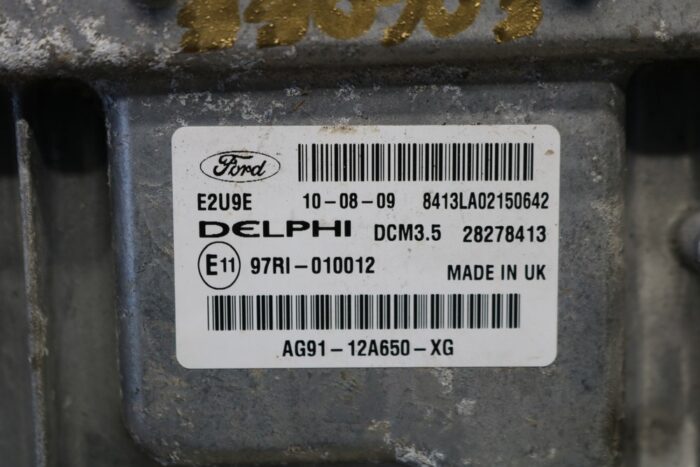 Ford
E2U9E 10-08-09 8413LA02150642
DELPHI DCM3.5 28278413
E11 97RI-010012 MADE IN UK
AG91-12A650-XG